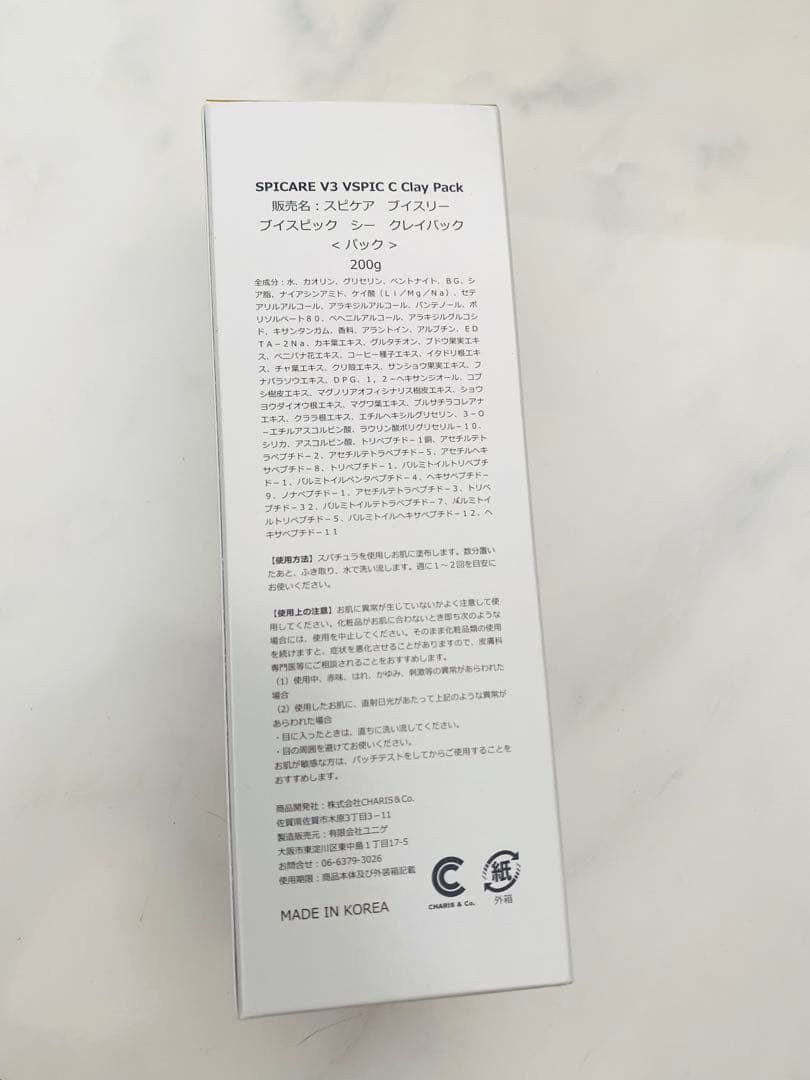 SPICARE V3 VSPIC C Clay Pack
販売名：スピケア　ブイスリー
ブイスピック　シー　クレイパック
＜ パック ＞
200g
全成分：水、カオリン、グリセリン、ベントナイト、ＢＧ、シ
ア脂、ナイアシンアミド、ケイ酸（Ｌｉ／Ｍｇ／Ｎａ）、セテ
アリルアルコール、アラキジルアルコール、パンテノール、ポ
リソルベート８０、ベヘニルアルコール、アラキジルグルコシ
ド、キサンタンガム、香料、アラントイン、アルブチン、ＥＤ
ＴＡ－２Ｎａ、カキ葉エキス、グルタチオン、ブドウ果実エキ
ス、ベニバナ花エキス、コーヒー種子エキス、イタドリ根エキ
ス、チャ葉エキス、クリ殻エキス、サンショウ果実エキス、フ
ナバラソウエキス、ＤＰＧ、１，２－ヘキサンジオール、コブ
シ樹皮エキス、マグノリアオフィシナリス樹皮エキス、ショウ
ヨウダイオウ根エキス、マグワ葉エキス、プルサチラコレアナ
エキス、クララ根エキス、エチルヘキシルグリセリン、３－Ｏ
－エチルアスコルビン酸、ラウリン酸ポリグリセリル－１０、
シリカ、アスコルビン酸、トリペプチド－１銅、アセチルテト
ラペプチド－２、アセチルテトラペプチド－５、アセチルヘキ
サペプチド－８、トリペプチド－１、パルミトイルトリペプチ
ド－１、パルミトイルペンタペプチド－４、ヘキサペプチド－
９、ノナペプチド－１、アセチルテトラペプチド－３、トリペ
プチド－３２、パルミトイルテトラペプチド－７、パルミトイ
ルトリペプチド－５、パルミトイルヘキサペプチド－１２、ヘ
キサペプチド－１１
【使用方法】スパチュラを使用しお肌に塗布します。数分置い
たあと、ふき取り、水で洗い流します。週に１～２回を目安に
お使いください。
【使用上の注意】お肌に異常が生じていないかよく注意して使
用してください。化粧品がお肌に合わないとき即ち次のような
場合には、使用を中止してください。そのまま化粧品類の使用
を続けますと、症状を悪化させることがありますので、皮膚科
専門医等にご相談されることをおすすめします。
（1）使用中、赤味、はれ、かゆみ、刺激等の異常があらわれた
場合
（2）使用したお肌に、直射日光があたって上記のような異常が
あらわれた場合
・目に入ったときは、直ちに洗い流してください。
・目の周囲を避けてお使いください。
お肌が敏感な方は、パッチテストをしてからご使用することを
おすすめします。
商品開発社：株式会社CHARIS＆Co.
佐賀県佐賀市木原3丁目3－11
製造販売元：有限会社ユニゲ
大阪市東淀川区東中島１丁目17-5
お問合せ：06-6379-3026
使用期限：商品本体及び外装箱記載
MADE IN KOREA
CHARIS & Co.
紙
外箱